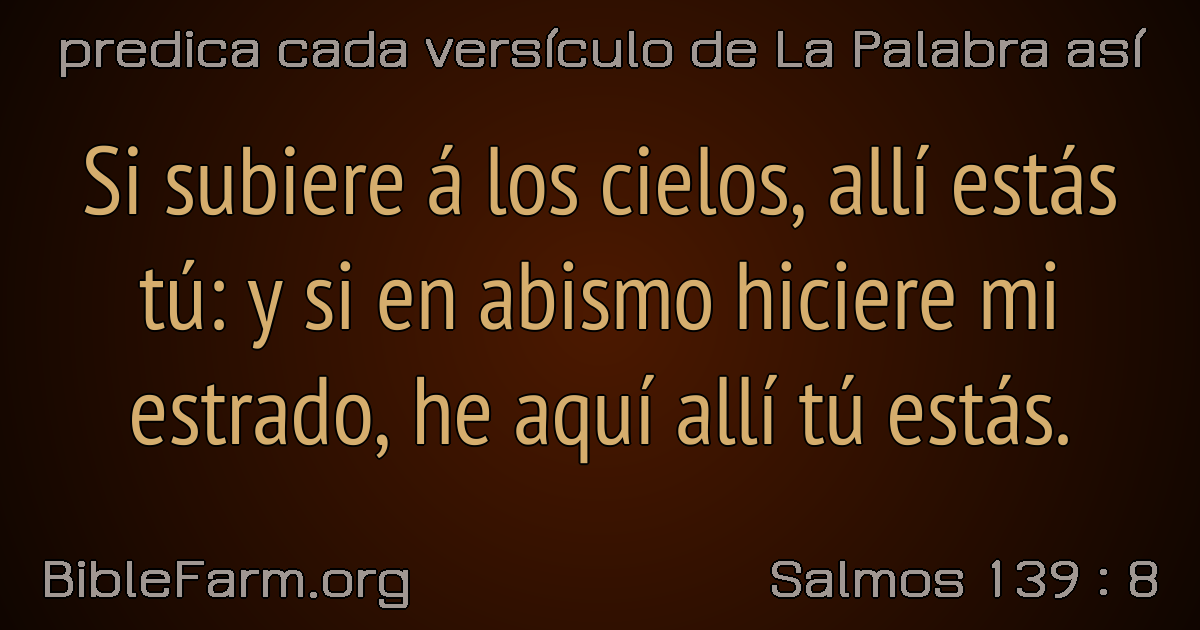 predica cada versículo de La Palabra así
Si subiere á los cielos, allí estás
tú: y si en abismo hiciere mi
estrado, he aquí allí tú estás.
BibleFarm.org
Salmos 139 : 8